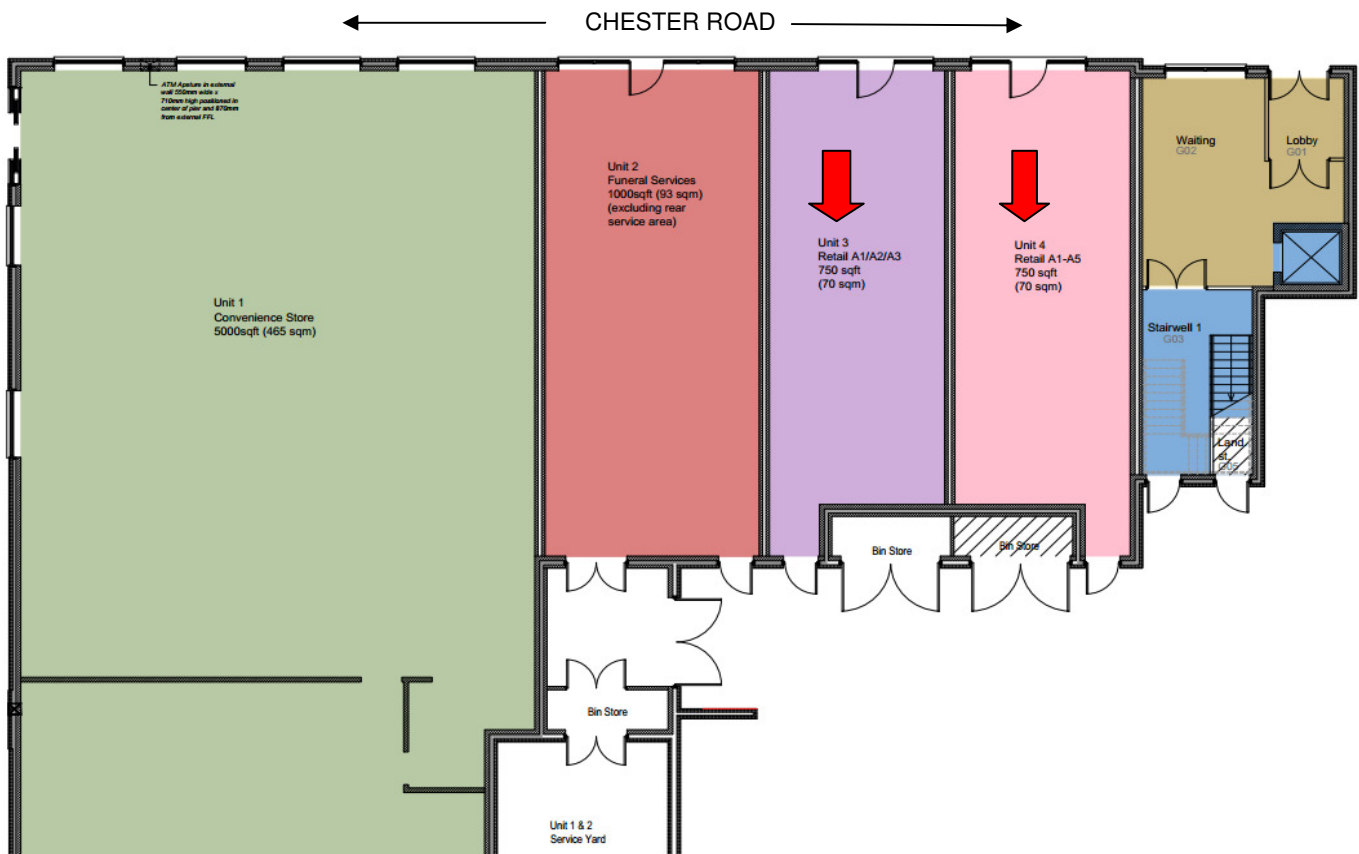 CHESTER ROAD
ATM Apeture in external
wall 550mm wide x
710mm high positioned in
center of pier and 870mm
from external FFL
Unit 1
Convenience Store
5000sqft (465 sqm)
Unit 2
Funeral Services
1000sqft (93 sqm)
(excluding rear
service area)
Unit 3
Retail A1/A2/A3
750 sqft
(70 sqm)
Unit 4
Retail A1-A5
750 sqft
(70 sqm)
Waiting
G02
Lobby
G01
Stairwell 1
G03
Land
st.
G05
Bin Store
Bin Store
Bin Store
Unit 1 & 2
Service Yard